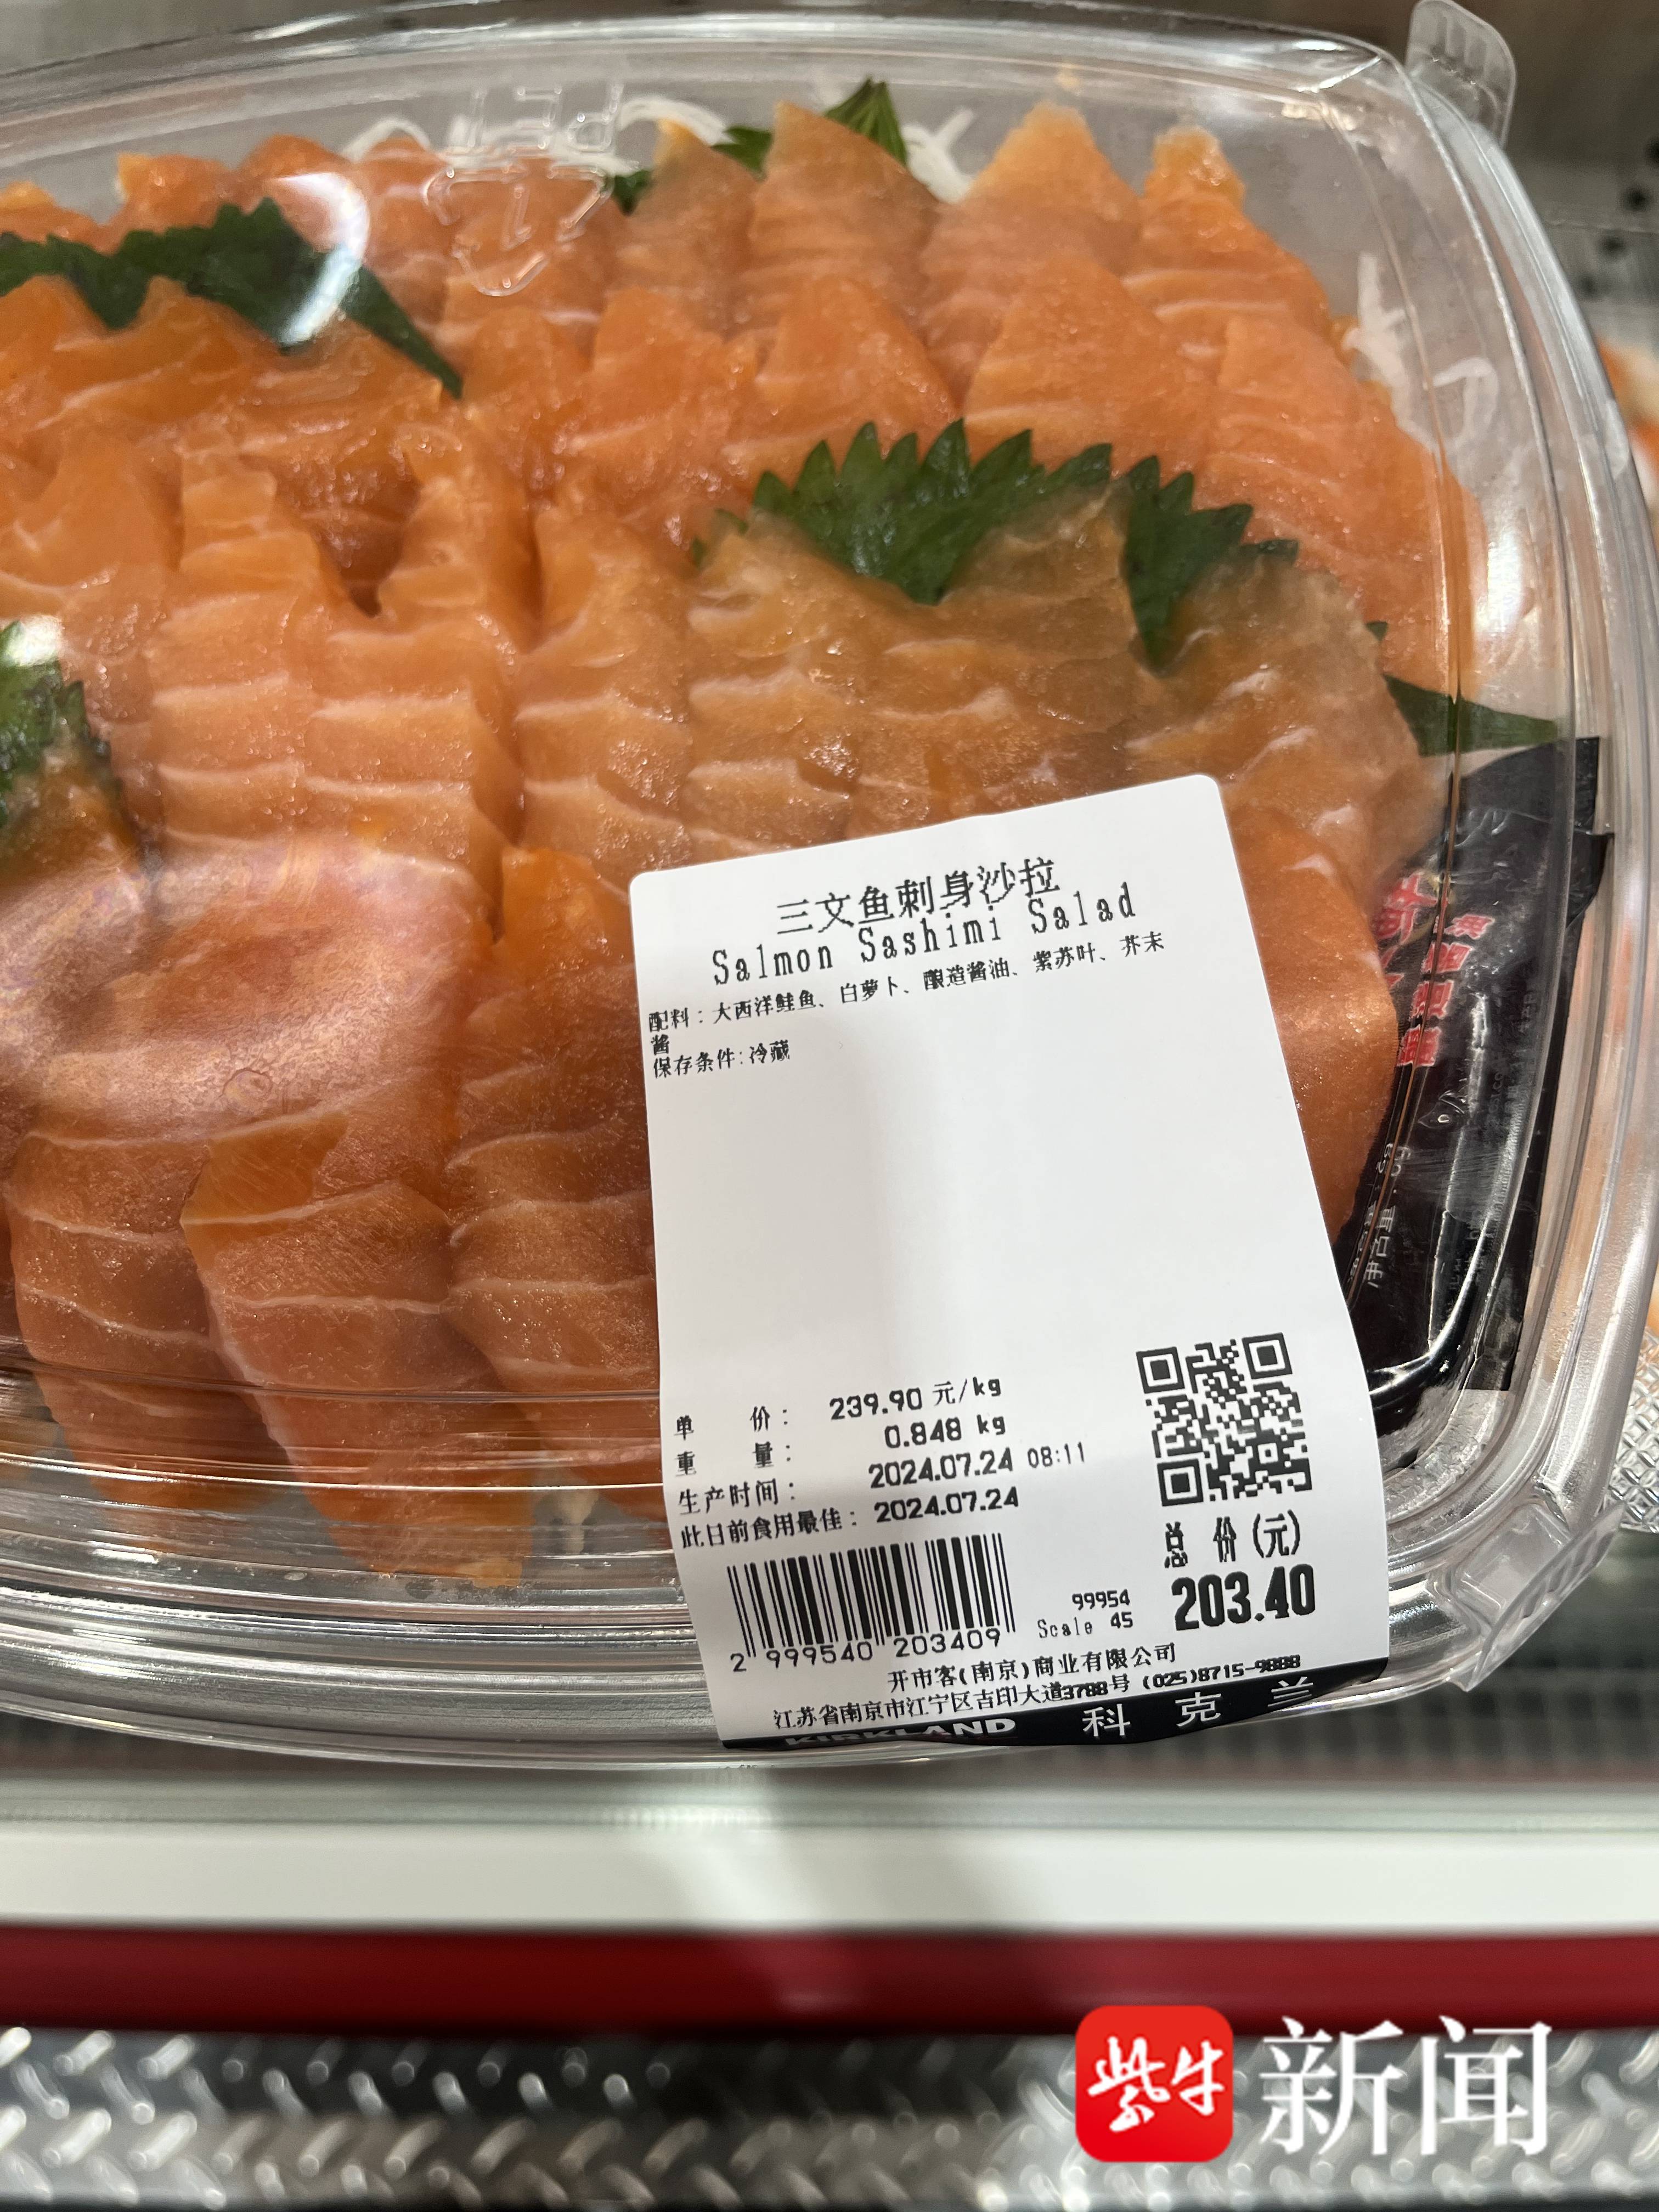 PET
三文鱼刺身沙拉
Salmon Sashimi Salad
配料：大西洋鲑鱼、白萝卜、酿造酱油、紫苏叶、芥末
酱
保存条件:冷藏
单 价： 239.90 元/kg
重 量： 0.848 kg
生产时间： 2024.07.24 08:11
此日前食用最佳： 2024.07.24
总 价(元)
203.40
2 999540 203409
99954
Scale 45
开市客(南京)商业有限公司
江苏省南京市江宁区吉印大道3788号 (025)8715-9888
KIRKLAND 科克兰
净含量
紫牛新闻